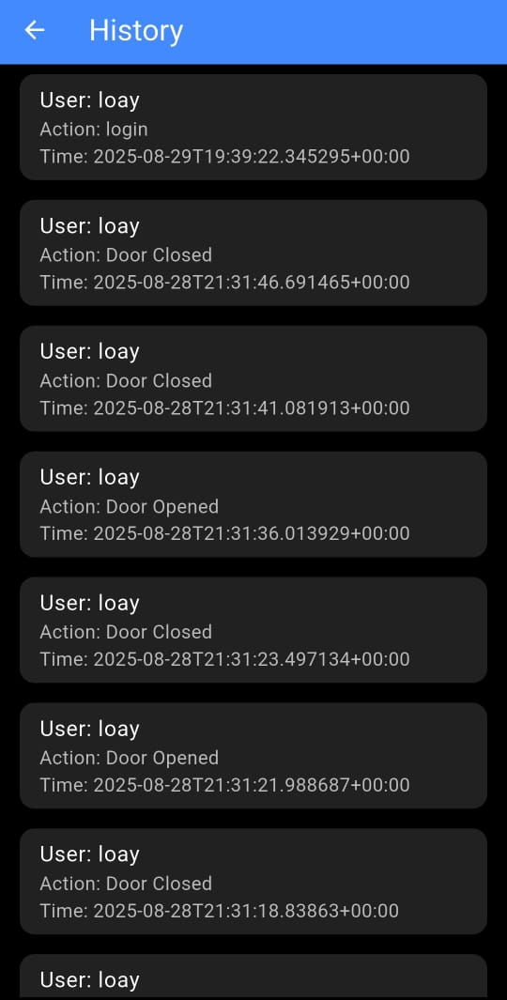 History
User: loay
Action: login
Time: 2025-08-29T19:39:22.345295+00:00
User: loay
Action: Door Closed
Time: 2025-08-28T21:31:46.691465+00:00
User: loay
Action: Door Closed
Time: 2025-08-28T21:31:41.081913+00:00
User: loay
Action: Door Opened
Time: 2025-08-28T21:31:36.013929+00:00
User: loay
Action: Door Closed
Time: 2025-08-28T21:31:23.497134+00:00
User: loay
Action: Door Opened
Time: 2025-08-28T21:31:21.988687+00:00
User: loay
Action: Door Closed
Time: 2025-08-28T21:31:18.83863+00:00
User: loay